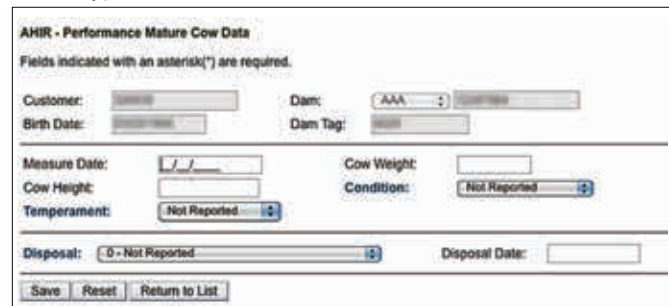 AHIR - Performance Mature Cow Data
Fields indicated with an asterisk(*) are required.
Customer: Dam: AAA
Birth Date: Dam Tag:
Measure Date: _/_/____ Cow Weight:
Cow Height: Condition: Not Reported
Temperament: Not Reported
Disposal: 0 - Not Reported Disposal Date:
Save Reset Return to List